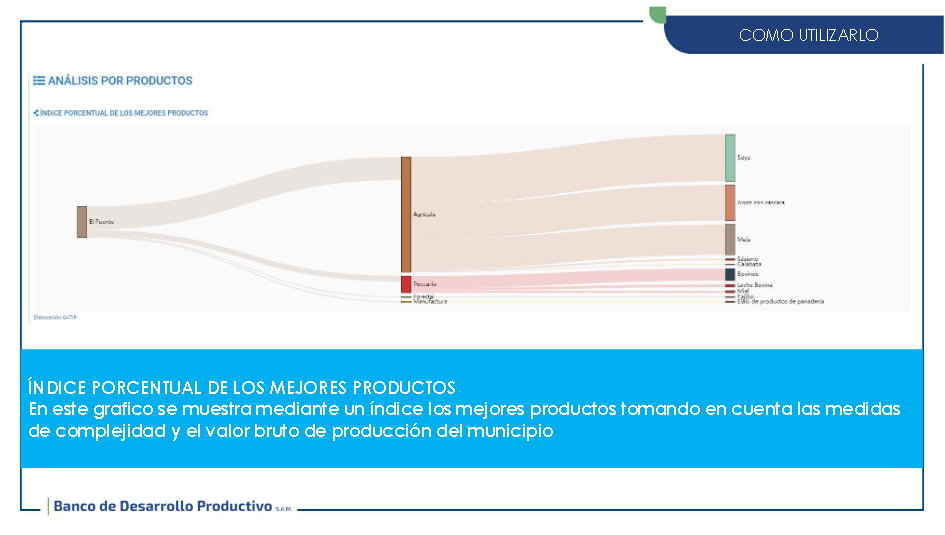 COMO UTILIZARLO
ANÁLISIS POR PRODUCTOS
ÍNDICE PORCENTUAL DE LOS MEJORES PRODUCTOS
El Puente
Agrícola
Pecuario
Forestal
Manufactura
Soya
Arroz con cáscara
Maíz
Sésamo
Calabaza
Bovinos
Leche Bovina
Miel
Elab. de productos de panadería
Elaboración GATIP
ÍNDICE PORCENTUAL DE LOS MEJORES PRODUCTOS
En este grafico se muestra mediante un índice los mejores productos tomando en cuenta las medidas
de complejidad y el valor bruto de producción del municipio
Banco de Desarrollo Productivo S.A.M.